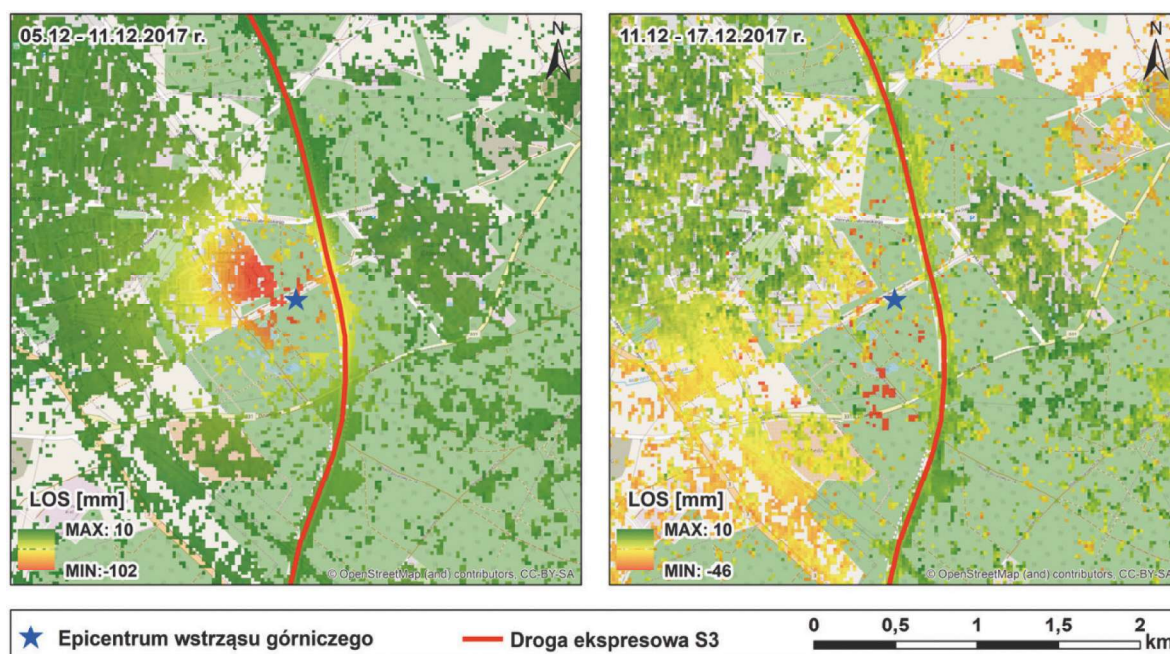 05.12 - 11.12.2017 r.
N
LOS [mm]
MAX: 10
MIN:-102
© OpenStreetMap (and) contributors, CC-BY-SA
11.12 - 17.12.2017 r.
N
LOS [mm]
MAX: 10
MIN: -46
© OpenStreetMap (and) contributors, CC-BY-SA
Epicentrum wstrząsu górniczego
Droga ekspresowa S3
0 0,5 1 1,5 2
km